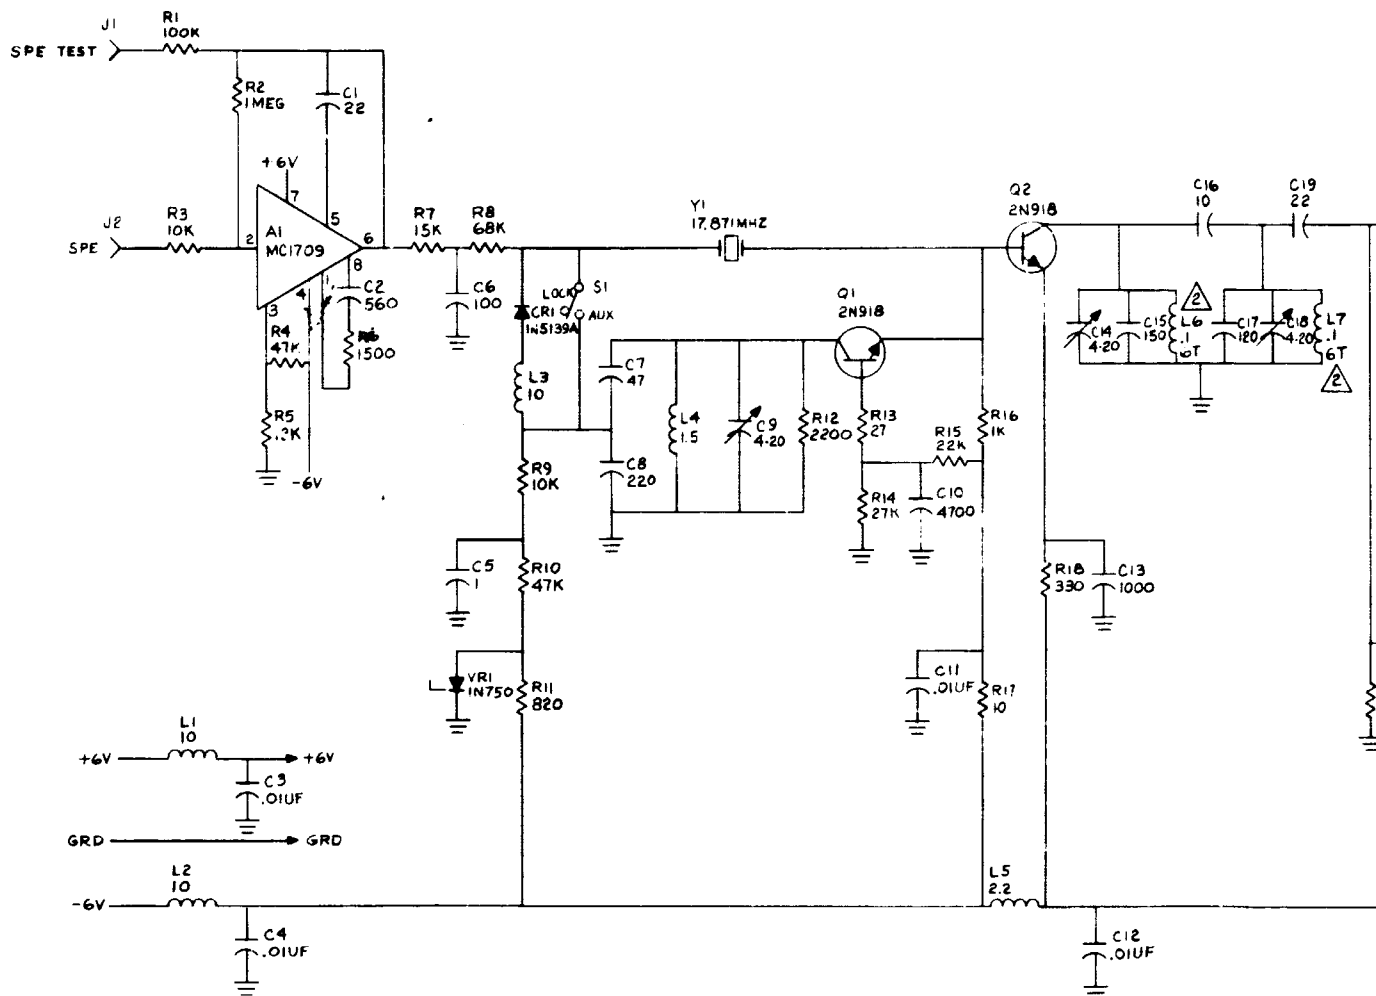 J1
R1
100K
SPE TEST
R2
1MEG
C1
22
+6V
7
J2
R3
10K
SPE
2
A1
MC1709
5
6
8
1
4
3
C2
560
R4
47K
R6
1500
R5
-6V
R7
15K
R8
68K
C6
100
LOCK
S1
AUX
CR1
1N5139A
L3
10
C7
47
C8
220
L4
1.5
C9
4-20
R12
2200
Y1
17.871MHZ
Q1
2N918
Q2
2N918
R13
27
R14
27K
C10
4700
R15
22K
R16
1K
C16
10
C19
22
C14
4-20
C15
150
L6
.1
6T
2
C17
120
C18
4-20
L7
.1
6T
2
R9
10K
C5
1
R10
47K
VR1
1N750
R11
820
C11
.01UF
R17
10
R18
330
C13
1000
L1
10
+6V
+6V
C3
.01UF
GRD
GRD
L2
10
-6V
C4
.01UF
L5
2.2
C12
.01UF